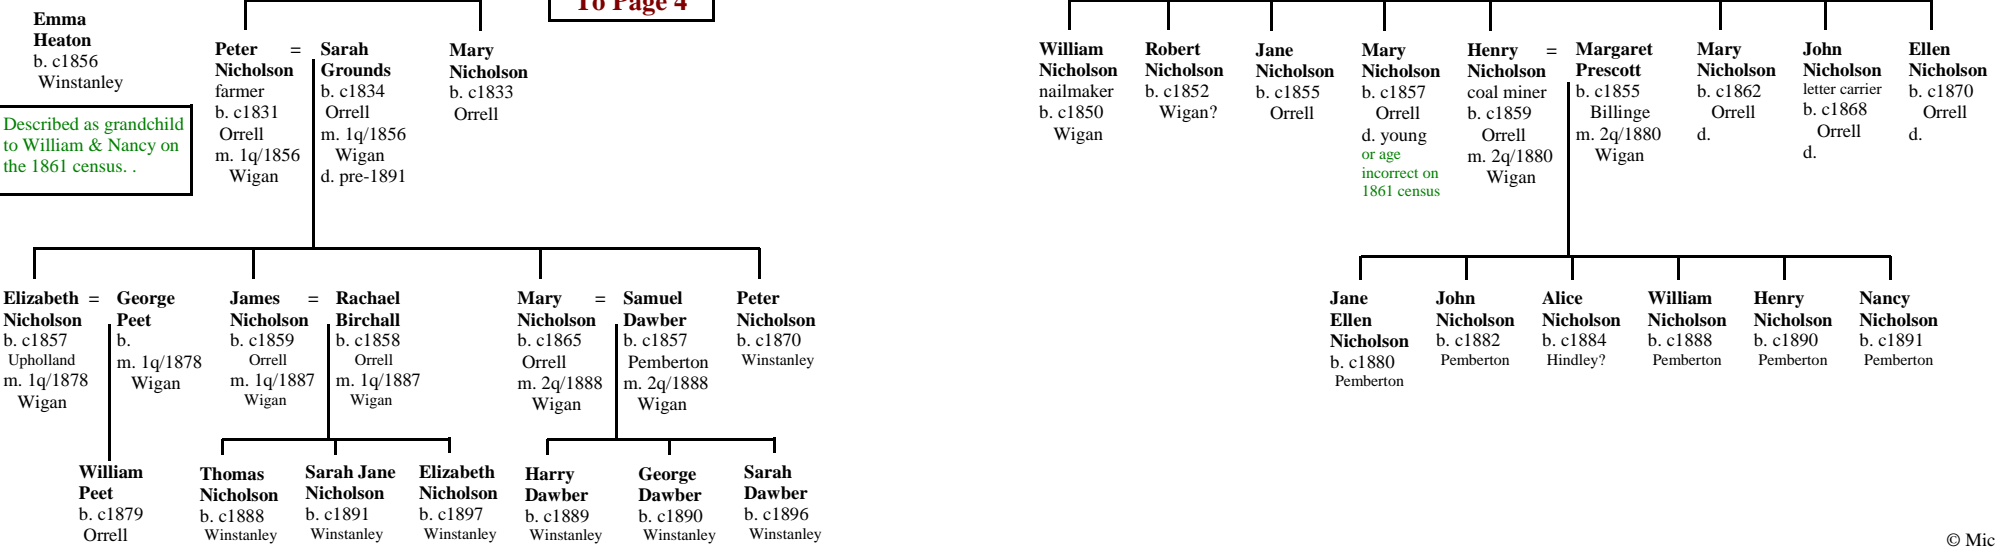 To Page 4
Emma
Heaton
b. c1856
Winstanley
Described as grandchild
to William & Nancy on
the 1861 census. .
Peter =
Nicholson
farmer
b. c1831
Orrell
m. 1q/1856
Wigan
Sarah
Grounds
b. c1834
Orrell
m. 1q/1856
Wigan
d. pre-1891
Mary
Nicholson
b. c1833
Orrell
William
Nicholson
nailmaker
b. c1850
Wigan
Robert
Nicholson
b. c1852
Wigan?
Jane
Nicholson
b. c1855
Orrell
Mary
Nicholson
b. c1857
Orrell
d. young
or age
incorrect on
1861 census
Henry =
Nicholson
coal miner
b. c1859
Orrell
m. 2q/1880
Wigan
Margaret
Prescott
b. c1855
Billinge
m. 2q/1880
Wigan
Mary
Nicholson
b. c1862
Orrell
d.
John
Nicholson
letter carrier
b. c1868
Orrell
d.
Ellen
Nicholson
b. c1870
Orrell
d.
Elizabeth =
Nicholson
b. c1857
Upholland
m. 1q/1878
Wigan
George
Peet
b.
m. 1q/1878
Wigan
James =
Nicholson
b. c1859
Orrell
m. 1q/1887
Wigan
Rachael
Birchall
b. c1858
Orrell
m. 1q/1887
Wigan
Mary =
Nicholson
b. c1865
Orrell
m. 2q/1888
Wigan
Samuel
Dawber
b. c1857
Pemberton
m. 2q/1888
Wigan
Peter
Nicholson
b. c1870
Winstanley
Jane
Ellen
Nicholson
b. c1880
Pemberton
John
Nicholson
b. c1882
Pemberton
Alice
Nicholson
b. c1884
Hindley?
William
Nicholson
b. c1888
Pemberton
Henry
Nicholson
b. c1890
Pemberton
Nancy
Nicholson
b. c1891
Pemberton
William
Peet
b. c1879
Orrell
Thomas
Nicholson
b. c1888
Winstanley
Sarah Jane
Nicholson
b. c1891
Winstanley
Elizabeth
Nicholson
b. c1897
Winstanley
Harry
Dawber
b. c1889
Winstanley
George
Dawber
b. c1890
Winstanley
Sarah
Dawber
b. c1896
Winstanley
© Mic